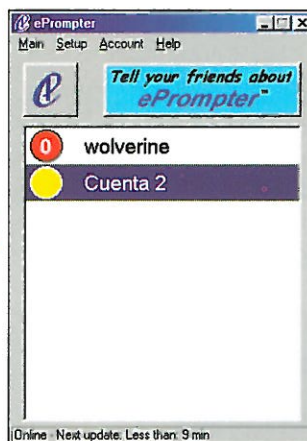 ePrompter
Main Setup Account Help
Tell your friends about
ePrompter™
0 wolverine
Cuenta 2
Online - Next update: Less than: 9 min